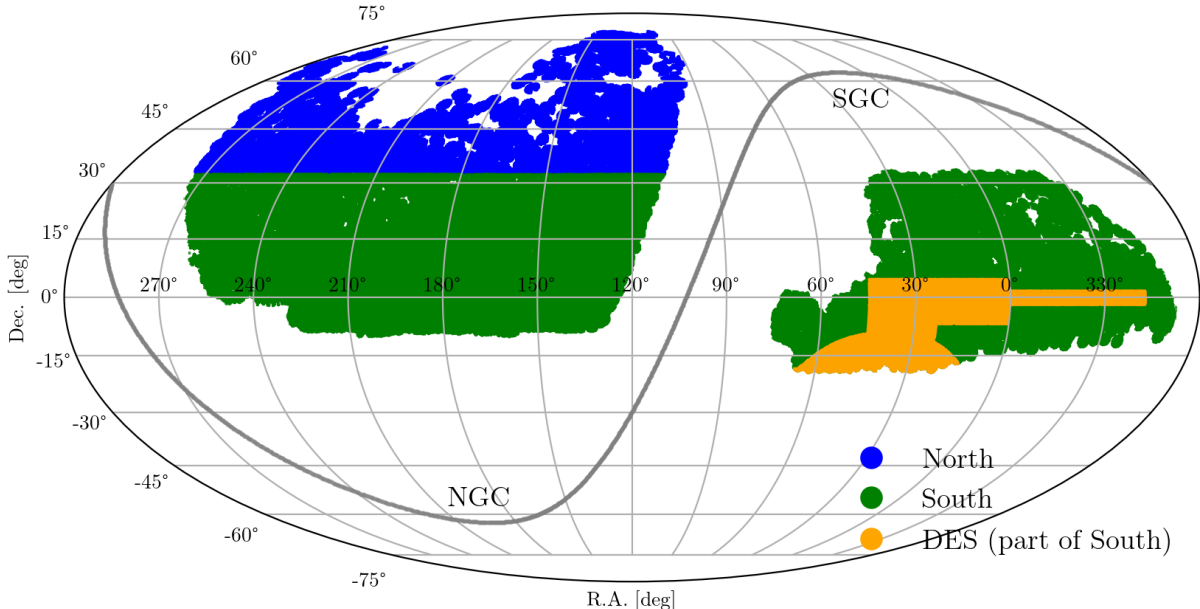 75°
60°
45°
30°
15°
0°
-15°
-30°
-45°
-60°
-75°
Dec. [deg]
270° 240° 210° 180° 150° 120° 90° 60° 30° 0° 330°
SGC
NGC
North
South
DES (part of South)
R.A. [deg]